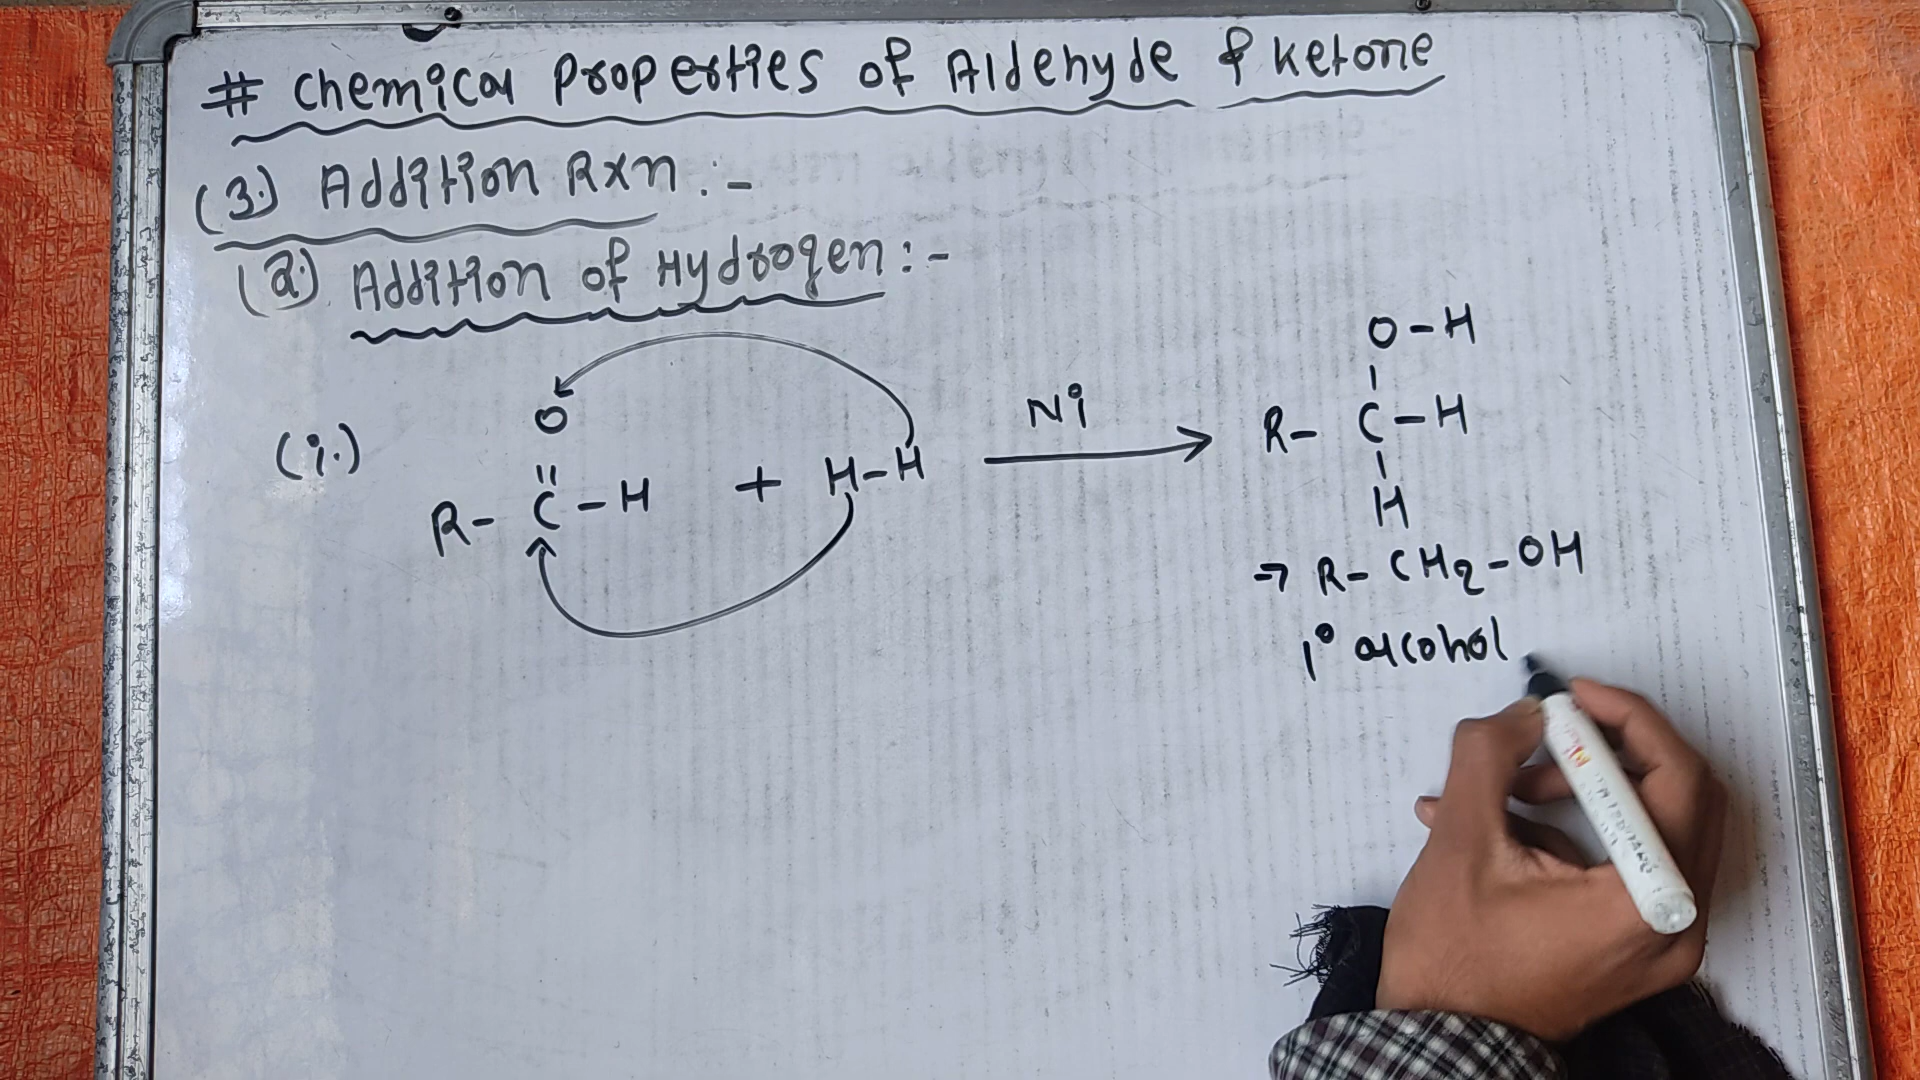 # Chemical Properties of Aldehyde & Ketone
(3.) Addition Rxn :-
(a.) Addition of Hydrogen :-
(i.)
O
||
R- C -H + H-H
Ni
O-H
|
R- C -H
|
H
⇒ R- CH2 -OH
1° alcohol